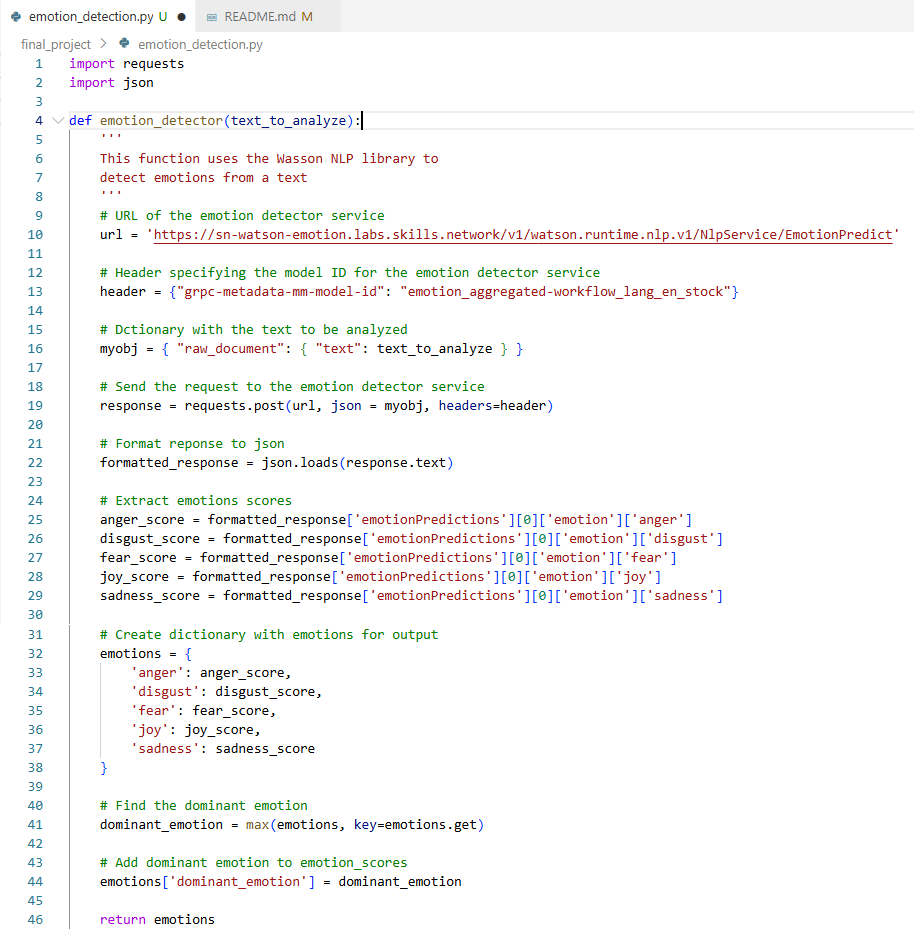 emotion_detection.py U ● README.md M
final_project > emotion_detection.py
1 import requests
2 import json
3
4 def emotion_detector(text_to_analyze):
5     '''
6     This function uses the Wasson NLP library to
7     detect emotions from a text
8     '''
9     # URL of the emotion detector service
10     url = 'https://sn-watson-emotion.labs.skills.network/v1/watson.runtime.nlp.v1/NlpService/EmotionPredict'
11
12     # Header specifying the model ID for the emotion detector service
13     header = {"grpc-metadata-mm-model-id": "emotion_aggregated-workflow_lang_en_stock"}
14
15     # Dctionary with the text to be analyzed
16     myobj = { "raw_document": { "text": text_to_analyze } }
17
18     # Send the request to the emotion detector service
19     response = requests.post(url, json = myobj, headers=header)
20
21     # Format reponse to json
22     formatted_response = json.loads(response.text)
23
24     # Extract emotions scores
25     anger_score = formatted_response['emotionPredictions'][0]['emotion']['anger']
26     disgust_score = formatted_response['emotionPredictions'][0]['emotion']['disgust']
27     fear_score = formatted_response['emotionPredictions'][0]['emotion']['fear']
28     joy_score = formatted_response['emotionPredictions'][0]['emotion']['joy']
29     sadness_score = formatted_response['emotionPredictions'][0]['emotion']['sadness']
30
31     # Create dictionary with emotions for output
32     emotions = {
33         'anger': anger_score,
34         'disgust': disgust_score,
35         'fear': fear_score,
36         'joy': joy_score,
37         'sadness': sadness_score
38     }
39
40     # Find the dominant emotion
41     dominant_emotion = max(emotions, key=emotions.get)
42
43     # Add dominant emotion to emotion_scores
44     emotions['dominant_emotion'] = dominant_emotion
45
46     return emotions